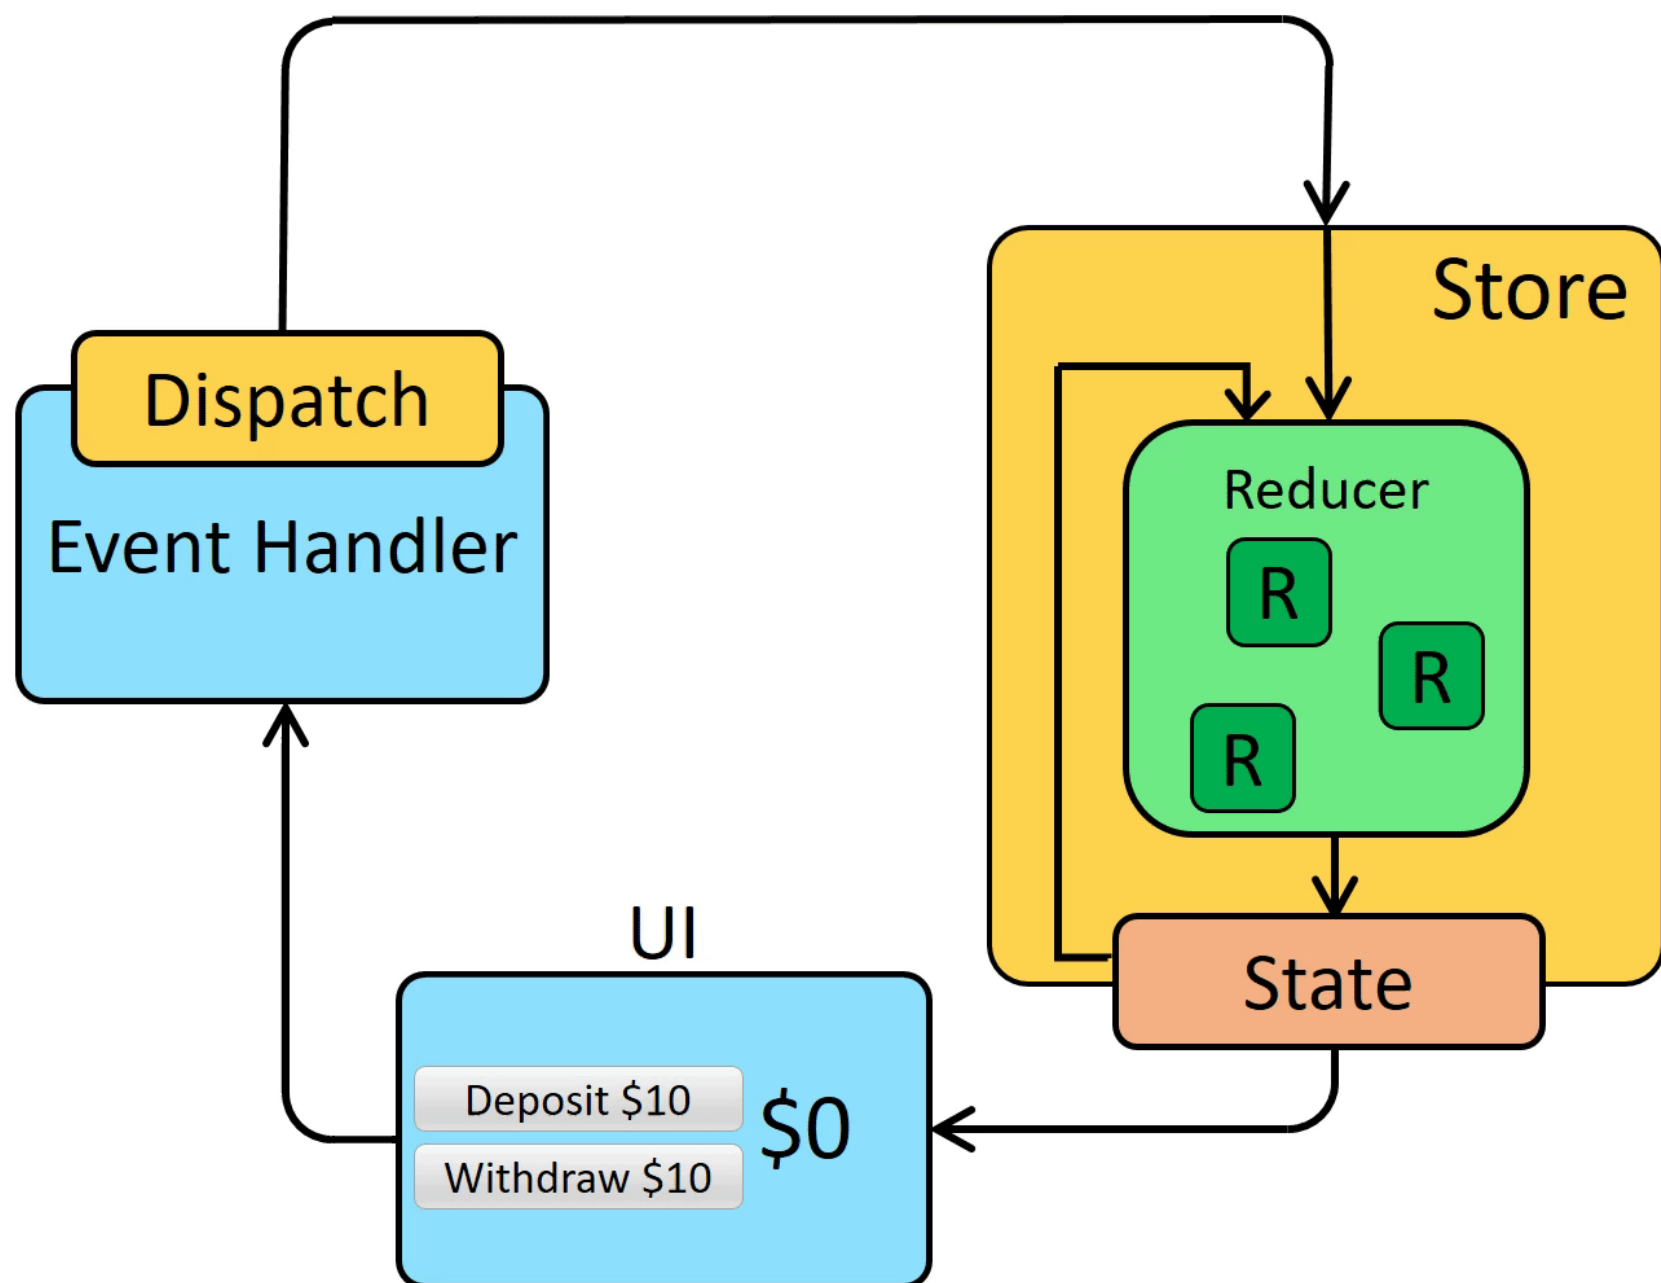 Store
Dispatch
Event Handler
Reducer
R
R
R
State
UI
Deposit $10
$0
Withdraw $10